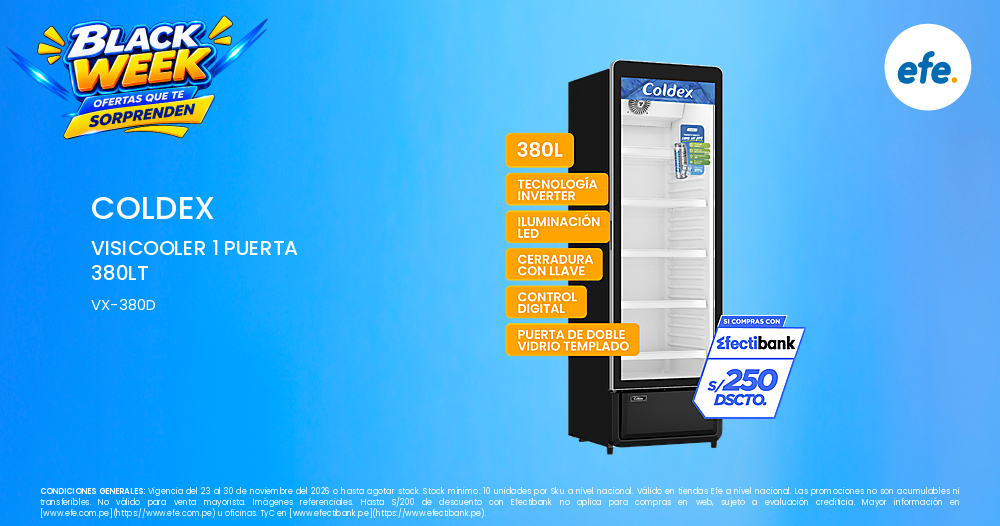 BLACK
WEEK
OFERTAS QUE TE
SORPRENDEN
efe.
COLDEX
VISICOOLER 1 PUERTA
380LT
VX-380D
Coldex
380L
TECNOLOGÍA
INVERTER
ILUMINACIÓN
LED
CERRADURA
CON LLAVE
CONTROL
DIGITAL
PUERTA DE DOBLE
VIDRIO TEMPLADO
Coldex
SI COMPRAS CON
Efectibank
S/250
DSCTO.
CONDICIONES GENERALES: Vigencia del 23 al 30 de noviembre del 2026 o hasta agotar stock. Stock minimo: 10 unidades por Sku a nivel nacional. Válido en tiendas Efe a nivel nacional. Las promociones no son acumulables ni
transferibles. No válido para venta mayorista. Imágenes referenciales. Hasta S/200 de descuento con Efectibank no aplica para compras en web, sujeto a evaluación crediticia. Mayor información en
[www.efe.com.pe](https://www.efe.com.pe) u oficinas. TyC en [www.efectibank.pe](https://www.efectibank.pe).